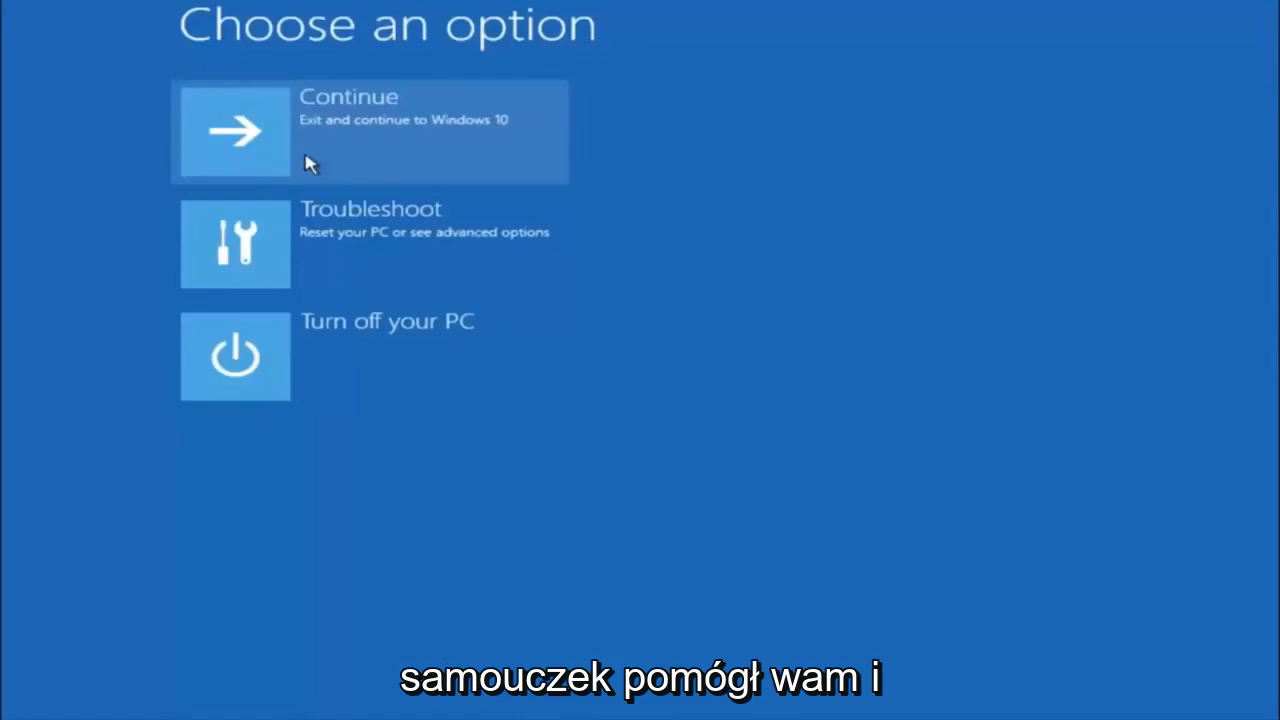 Choose an option
Continue
Exit and continue to Windows 10
Troubleshoot
Reset your PC or see advanced options
Turn off your PC
samouczek pomógł wam i